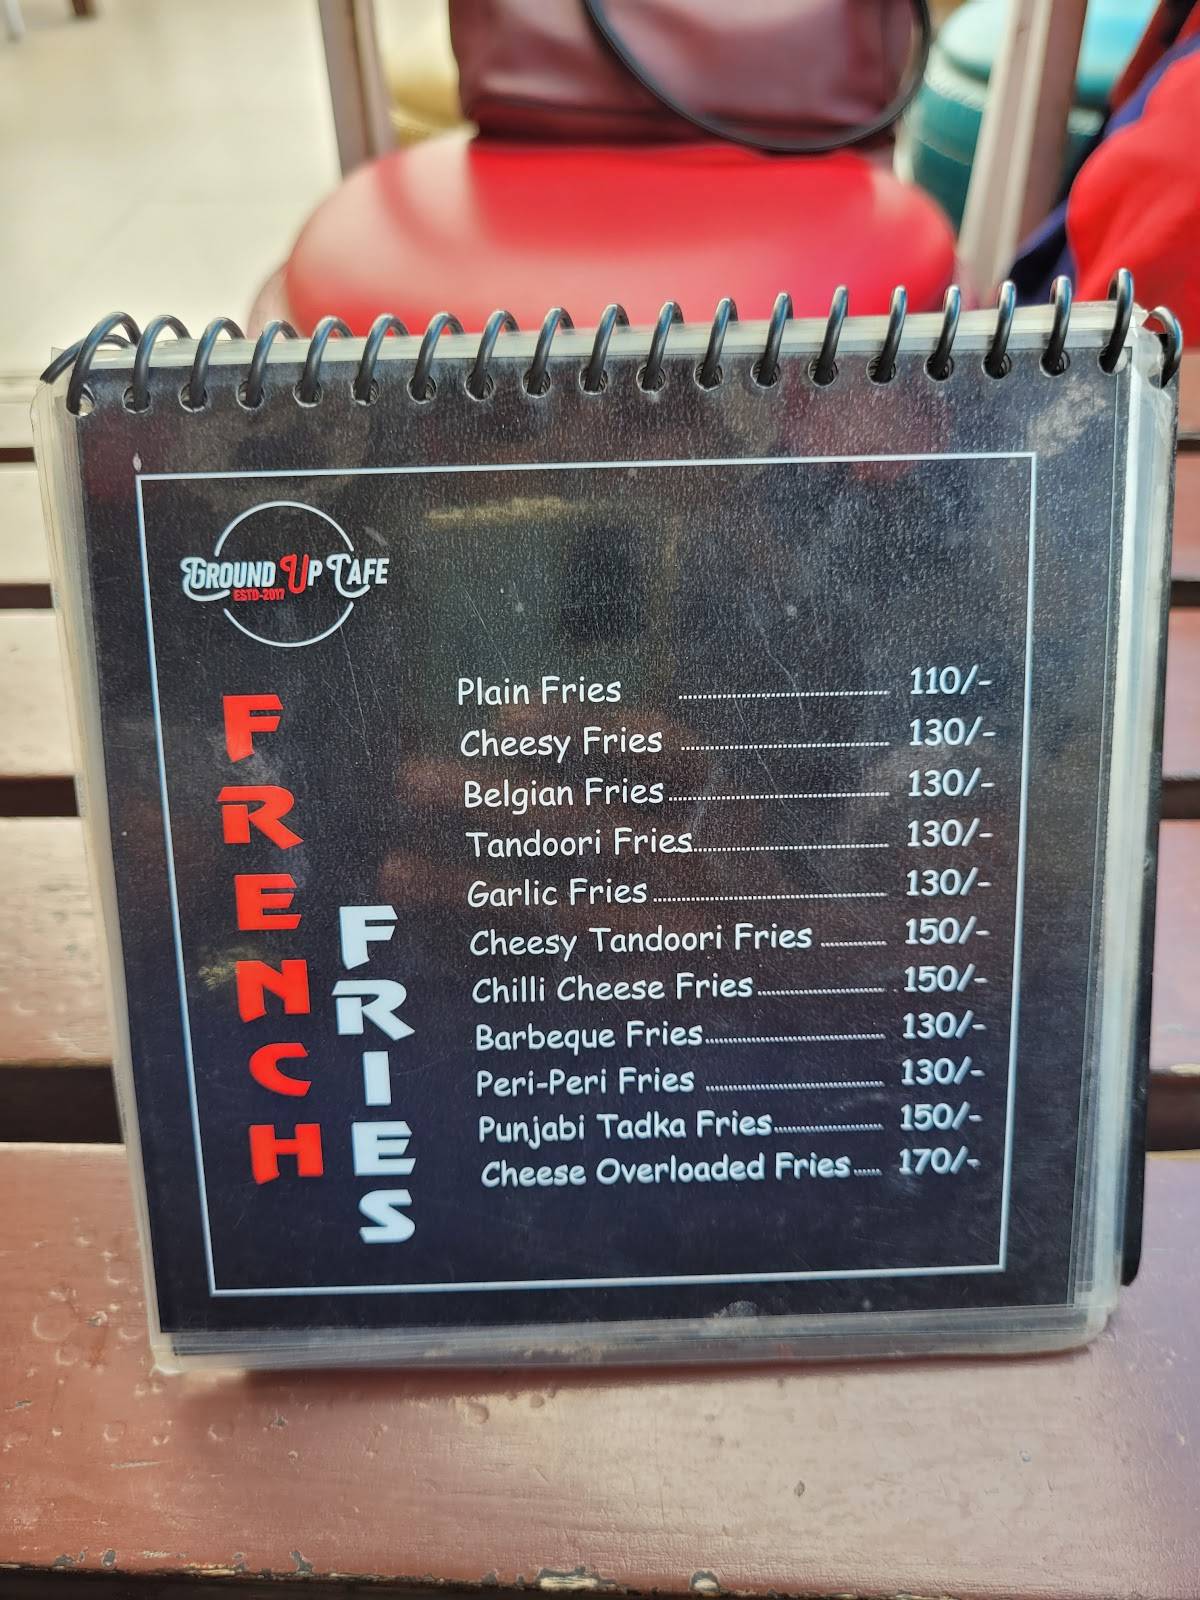 GROUND UP CAFE
ESTD-2017
FRENCH
FRIES
Plain Fries ........ 110/-
Cheesy Fries ........ 130/-
Belgian Fries ........ 130/-
Tandoori Fries ........ 130/-
Garlic Fries ........ 130/-
Cheesy Tandoori Fries ........ 150/-
Chilli Cheese Fries ........ 150/-
Barbeque Fries ........ 130/-
Peri-Peri Fries ........ 130/-
Punjabi Tadka Fries ........ 150/-
Cheese Overloaded Fries ........ 170/-